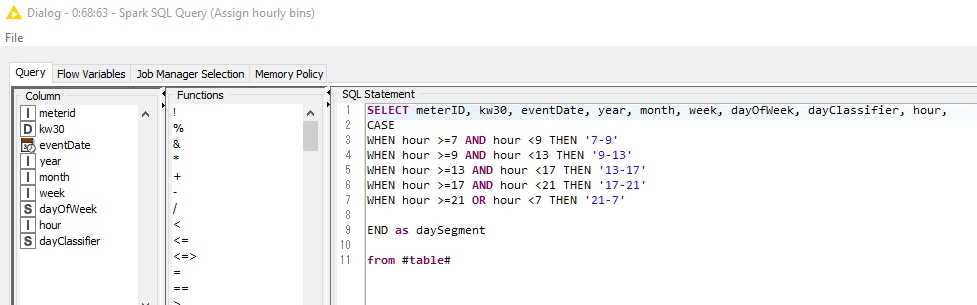 Dialog - 0:68:63 - Spark SQL Query (Assign hourly bins)
File
Query Flow Variables Job Manager Selection Memory Policy
Column
I meterid
D kw30
eventDate
I year
I month
I week
S dayOfWeek
I hour
S dayClassifier
Functions
!
%
&
*
+
-
/
<
<=
<=>
=
==
>
SQL Statement
1 SELECT meterID, kw30, eventDate, year, month, week, dayOfWeek, dayClassifier, hour,
2 CASE
3 WHEN hour >=7 AND hour <9 THEN '7-9'
4 WHEN hour >=9 AND hour <13 THEN '9-13'
5 WHEN hour >=13 AND hour <17 THEN '13-17'
6 WHEN hour >=17 AND hour <21 THEN '17-21'
7 WHEN hour >=21 OR hour <7 THEN '21-7'
8
9 END as daySegment
10
11 from #table#